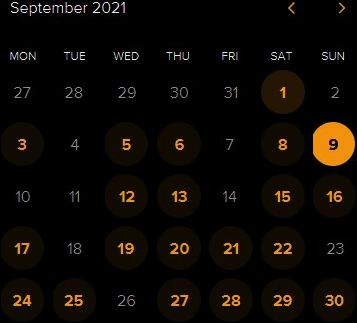 September 2021 < >
MON TUE WED THU FRI SAT SUN
27 28 29 30 31 1 2
3 4 5 6 7 8 9
10 11 12 13 14 15 16
17 18 19 20 21 22 23
24 25 26 27 28 29 30